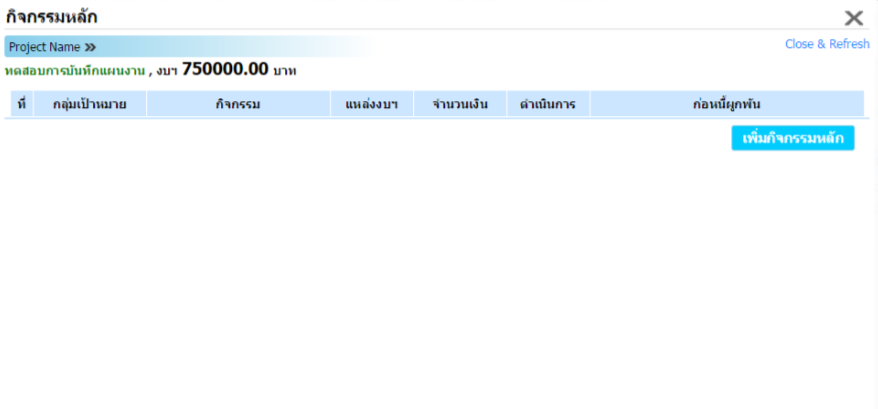 กิจกรรมหลัก
Project Name »
Close & Refresh
ทดสอบการบันทึกแผนงาน , งบฯ 750000.00 บาท
ที่ กลุ่มเป้าหมาย กิจกรรม แหล่งงบฯ จำนวนเงิน ดำเนินการ ก่อหนี้ผูกพัน
เพิ่มกิจกรรมหลัก